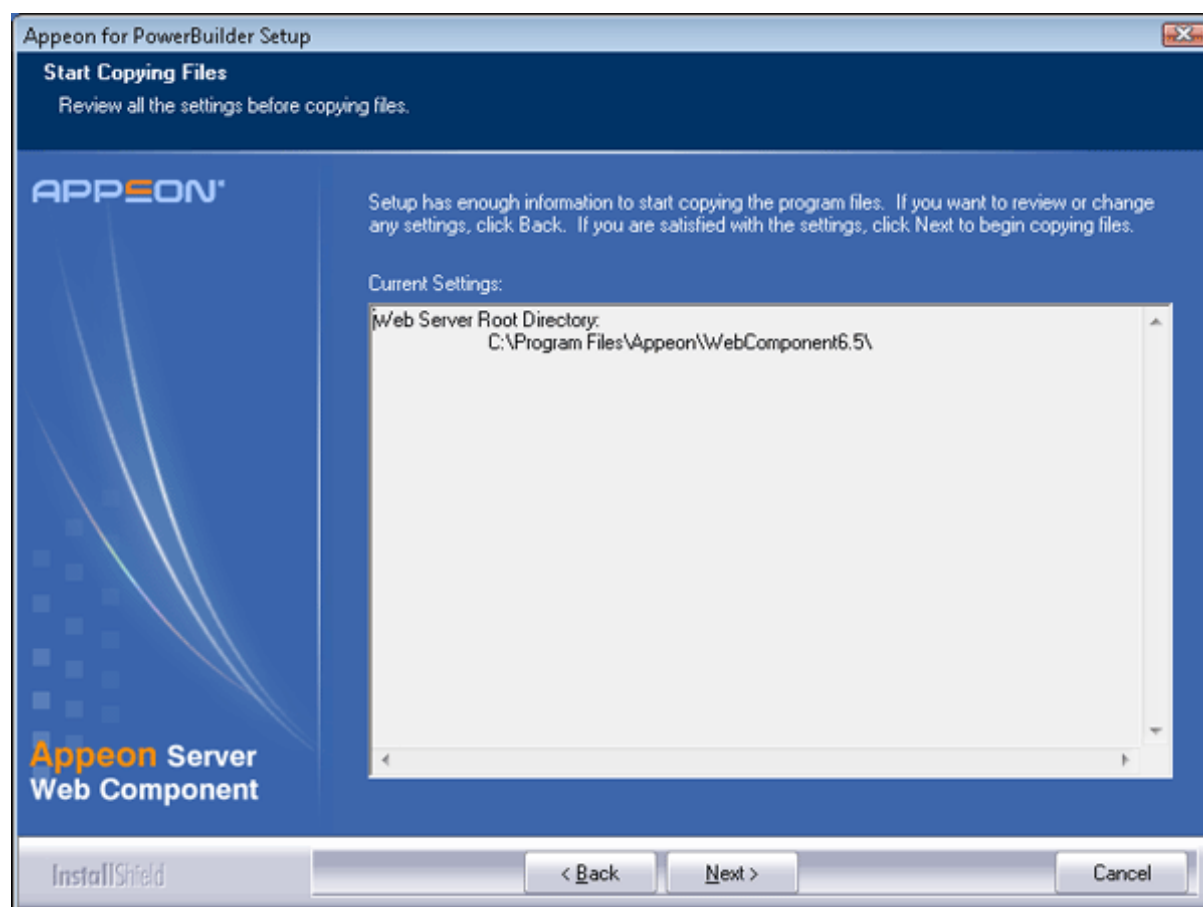 Appeon for PowerBuilder Setup
Start Copying Files
Review all the settings before copying files.
APPEON
Setup has enough information to start copying the program files.  If you want to review or change
any settings, click Back.  If you are satisfied with the settings, click Next to begin copying files.
Current Settings:
Web Server Root Directory:
C:\Program Files\Appeon\WebComponent6.5\
Appeon Server
Web Component
InstallShield
< Back
Next >
Cancel